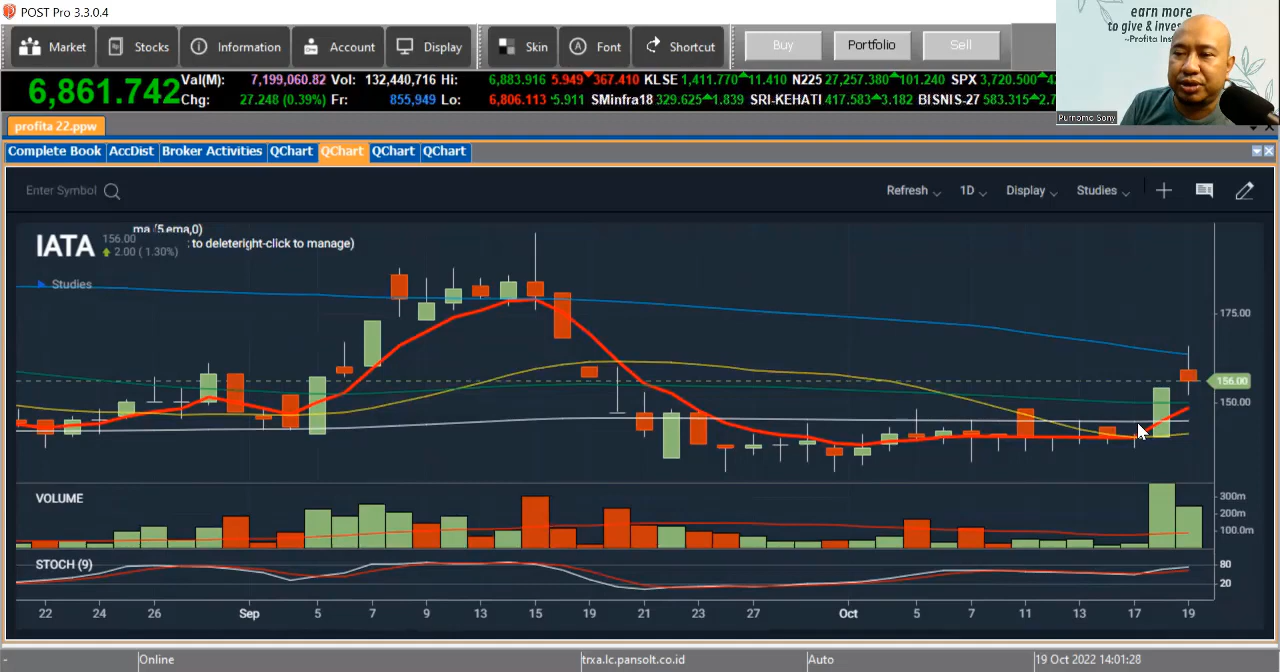 POST Pro 3.3.0.4
Market Stocks Information Account Display Skin Font Shortcut Buy Portfolio Sell
earn more
to give & inves
~Profita Inst
Purnomo Sony
6,861.742 Val(M): 7,199,060.82 Vol: 132,440,716 Hi: 6,883.916 5.949 367.410 KLSE 1,411.770 11.410 N225 27,257.380 101.240 SPX 3,720.500
Chg: 27.248 (0.39%) Fr: 855,949 Lo: 6,806.113 5.911 SMinfra18 329.625 1.839 SRI-KEHATI 417.583 3.182 BISNIS-27 583.315 2.7
profita 22.ppw
Complete Book AccDist Broker Activities QChart QChart QChart QChart
Enter Symbol Refresh 1D Display Studies
ma (5,ema,0)
IATA 156.00 to deleteright-click to manage)
2.00 ( 1.30%)
Studies
175.00
156.00
150.00
VOLUME
300m
200m
100.0m
STOCH (9)
80
20
22 24 26 Sep 5 7 9 13 15 19 21 23 27 Oct 5 7 11 13 17 19
- Online trxa.lc.pansolt.co.id Auto 19 Oct 2022 14:01:28